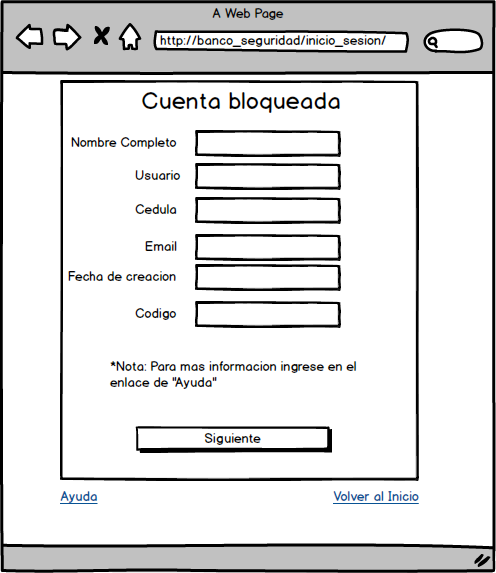 A Web Page
http://banco_seguridad/inicio_sesion/
Cuenta bloqueada
Nombre Completo
Usuario
Cedula
Email
Fecha de creacion
Codigo
*Nota: Para mas informacion ingrese en el
enlace de "Ayuda"
Siguiente
Ayuda
Volver al Inicio